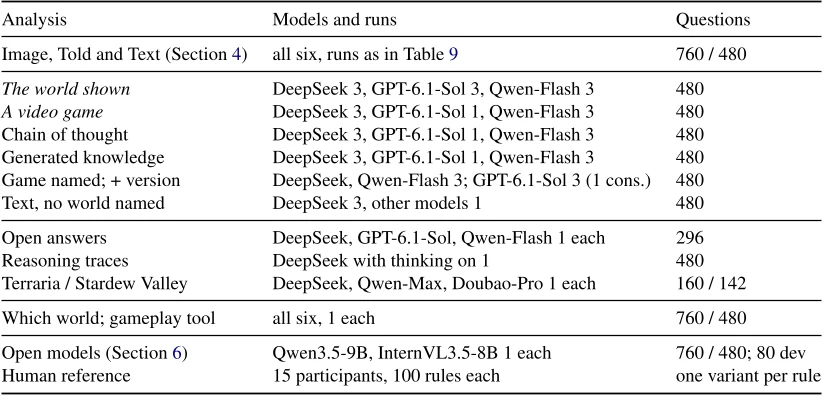 Analysis Models and runs Questions
Image, Told and Text (Section 4) all six, runs as in Table 9 760 / 480
The world shown DeepSeek 3, GPT-6.1-Sol 3, Qwen-Flash 3 480
A video game DeepSeek 3, GPT-6.1-Sol 1, Qwen-Flash 3 480
Chain of thought DeepSeek 3, GPT-6.1-Sol 1, Qwen-Flash 3 480
Generated knowledge DeepSeek 3, GPT-6.1-Sol 1, Qwen-Flash 3 480
Game named; + version DeepSeek, Qwen-Flash 3; GPT-6.1-Sol 3 (1 cons.) 480
Text, no world named DeepSeek 3, other models 1 480
Open answers DeepSeek, GPT-6.1-Sol, Qwen-Flash 1 each 296
Reasoning traces DeepSeek with thinking on 1 480
Terraria / Stardew Valley DeepSeek, Qwen-Max, Doubao-Pro 1 each 160 / 142
Which world; gameplay tool all six, 1 each 760 / 480
Open models (Section 6) Qwen3.5-9B, InternVL3.5-8B 1 each 760 / 480; 80 dev
Human reference 15 participants, 100 rules each one variant per rule